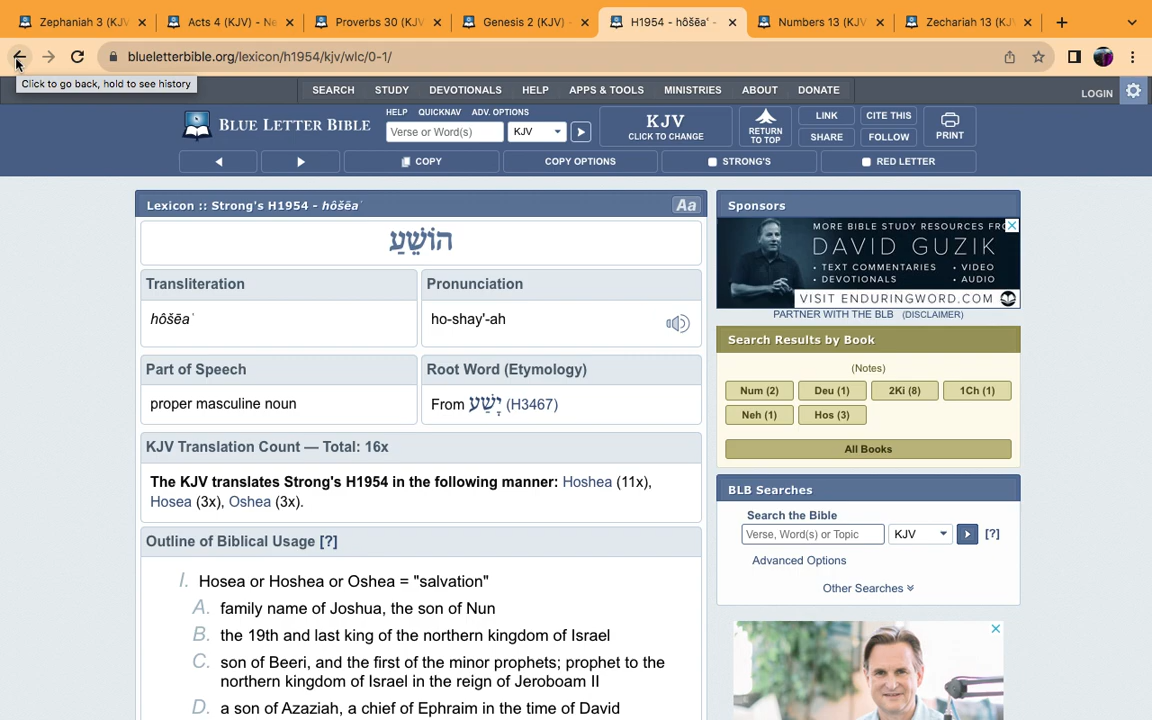 Zephaniah 3 (KJV
Acts 4 (KJV) - Ne
Proverbs 30 (KJV
Genesis 2 (KJV) -
H1954 - hôšēaʿ -
Numbers 13 (KJV
Zechariah 13 (KJ
blueletterbible.org/lexicon/h1954/kjv/wlc/0-1/
Click to go back, hold to see history
SEARCH STUDY DEVOTIONALS HELP APPS & TOOLS MINISTRIES ABOUT DONATE
LOGIN
BLUE LETTER BIBLE
HELP QUICKNAV ADV. OPTIONS
Verse or Word(s) KJV
KJV
CLICK TO CHANGE
RETURN
TO TOP
LINK
CITE THIS
SHARE
FOLLOW
PRINT
COPY
COPY OPTIONS
STRONG'S
RED LETTER
Lexicon :: Strong's H1954 - hôšēaʿ
Aa
הוֹשֵׁעַ
Transliteration
hôšēaʿ
Pronunciation
ho-shay'-ah
Part of Speech
proper masculine noun
Root Word (Etymology)
From יָשַׁע (H3467)
KJV Translation Count — Total: 16x
The KJV translates Strong's H1954 in the following manner: Hoshea (11x),
Hosea (3x), Oshea (3x).
Outline of Biblical Usage [?]
I. Hosea or Hoshea or Oshea = "salvation"
A. family name of Joshua, the son of Nun
B. the 19th and last king of the northern kingdom of Israel
C. son of Beeri, and the first of the minor prophets; prophet to the
northern kingdom of Israel in the reign of Jeroboam II
D. a son of Azaziah, a chief of Ephraim in the time of David
Sponsors
MORE BIBLE STUDY RESOURCES FRO
DAVID GUZIK
• TEXT COMMENTARIES • VIDEO
• DEVOTIONALS • AUDIO
VISIT ENDURINGWORD.COM
PARTNER WITH THE BLB (DISCLAIMER)
Search Results by Book
(Notes)
Num (2) Deu (1) 2Ki (8) 1Ch (1)
Neh (1) Hos (3)
All Books
BLB Searches
Search the Bible
Verse, Word(s) or Topic KJV [?]
Advanced Options
Other Searches